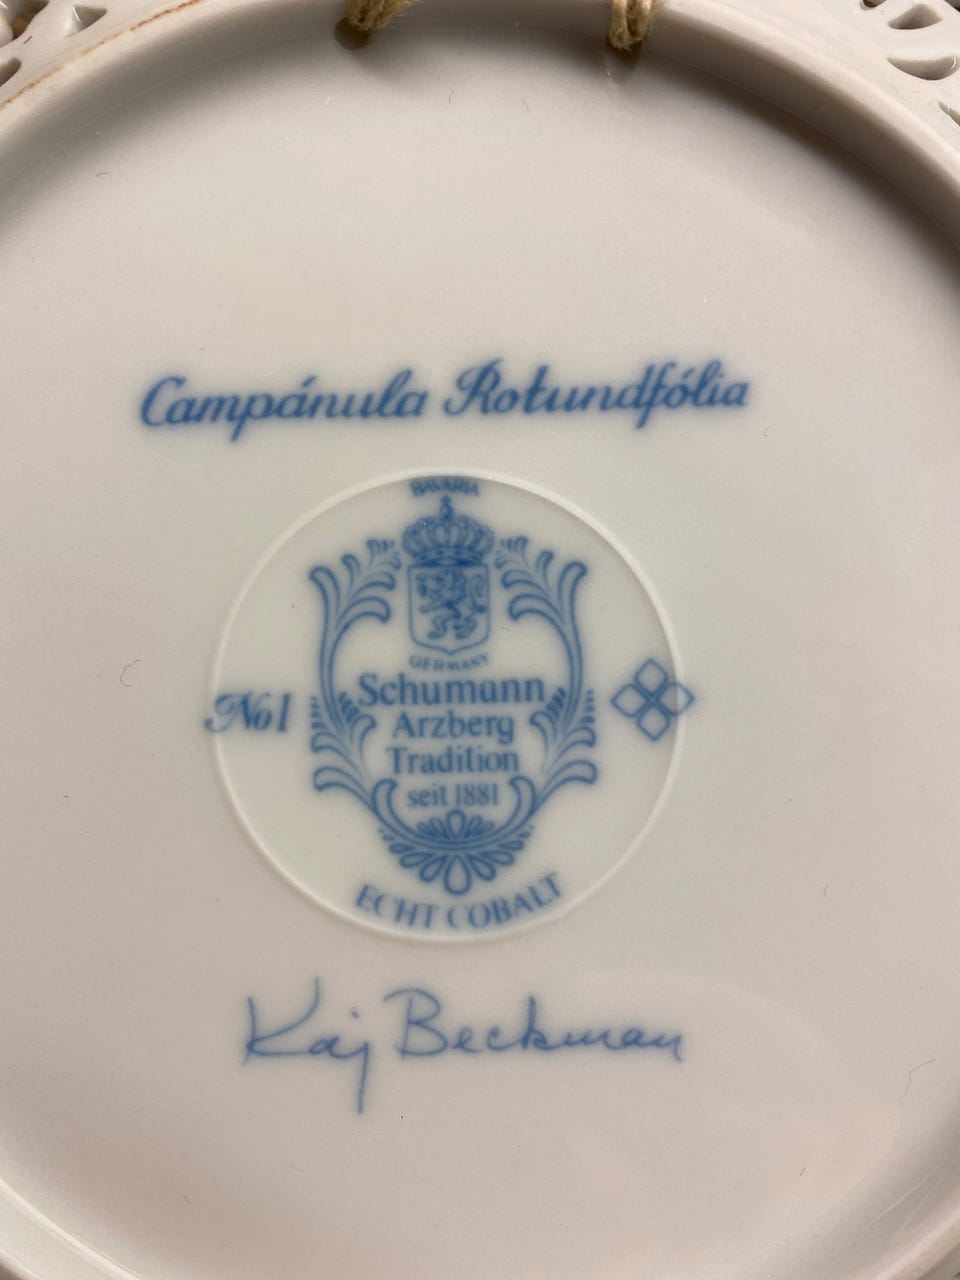 Campánula Rotundfólia
BAVARIA
GERMANY
Schumann
Arzberg
Tradition
seit 1881
No1
ECHT COBALT
Kaj Beckman